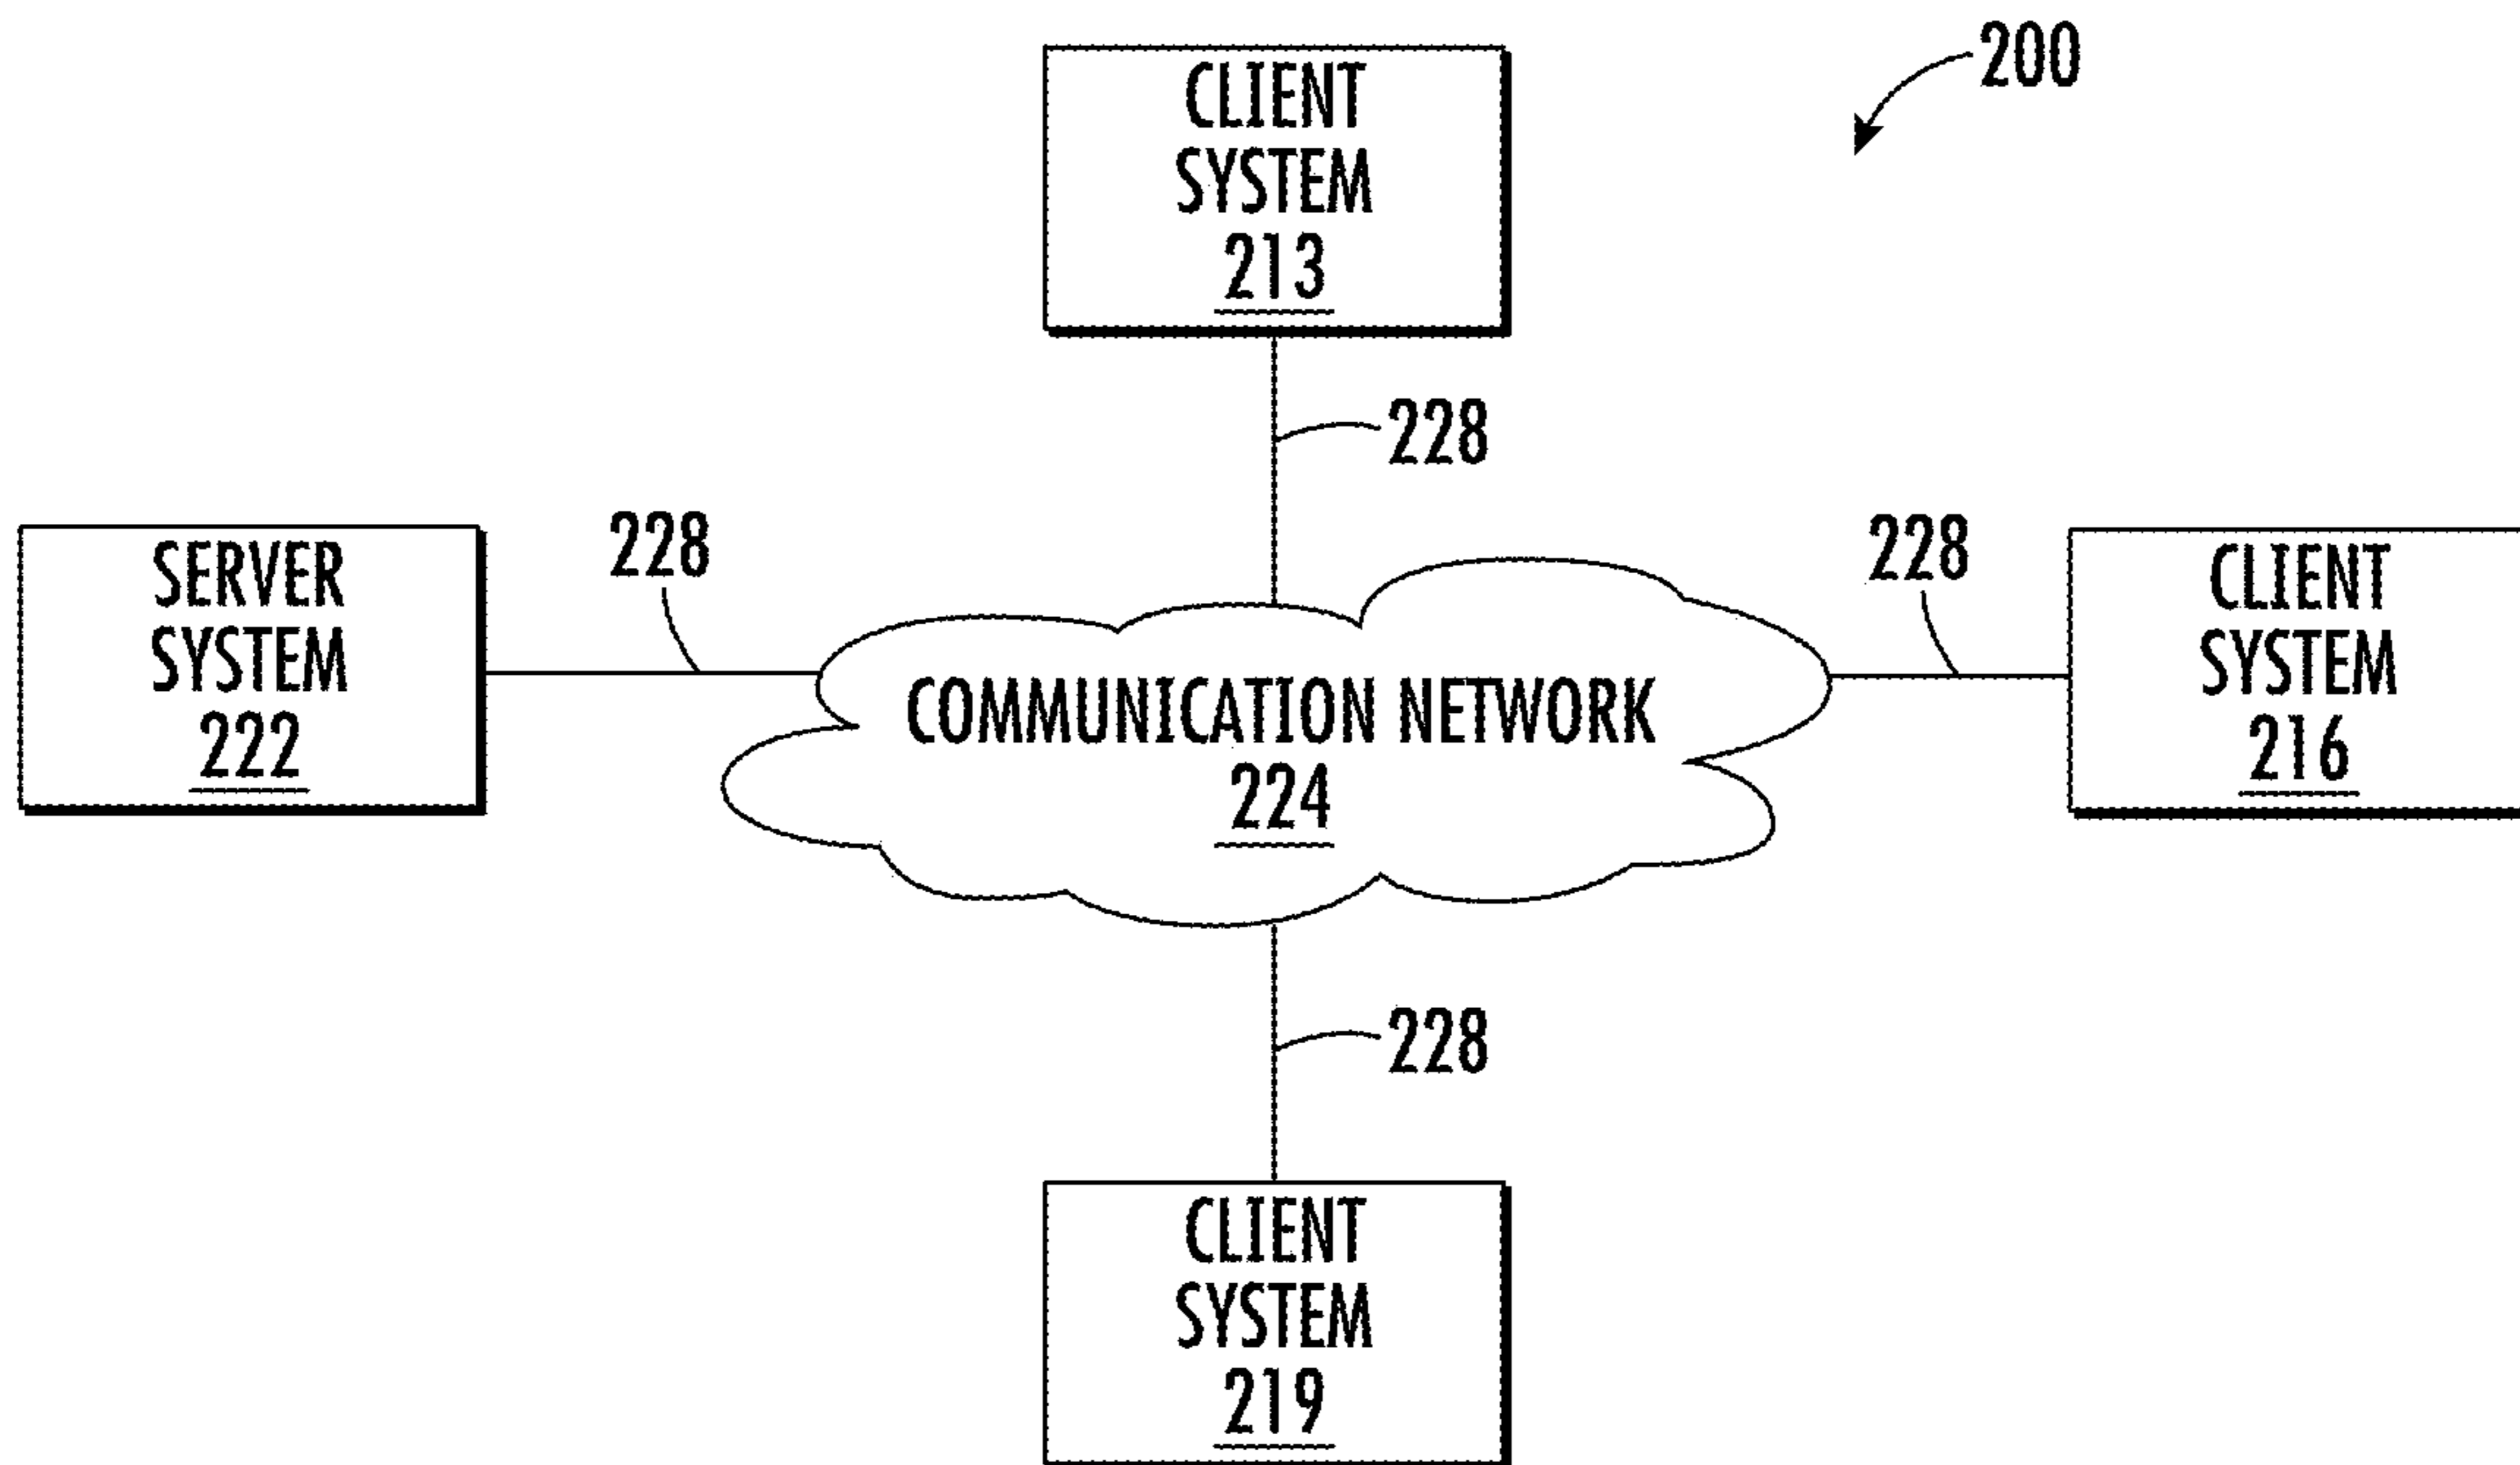 200
CLIENT
SYSTEM
213
228
SERVER
SYSTEM
222
228
228
CLIENT
SYSTEM
216
COMMUNICATION NETWORK
224
228
CLIENT
SYSTEM
219